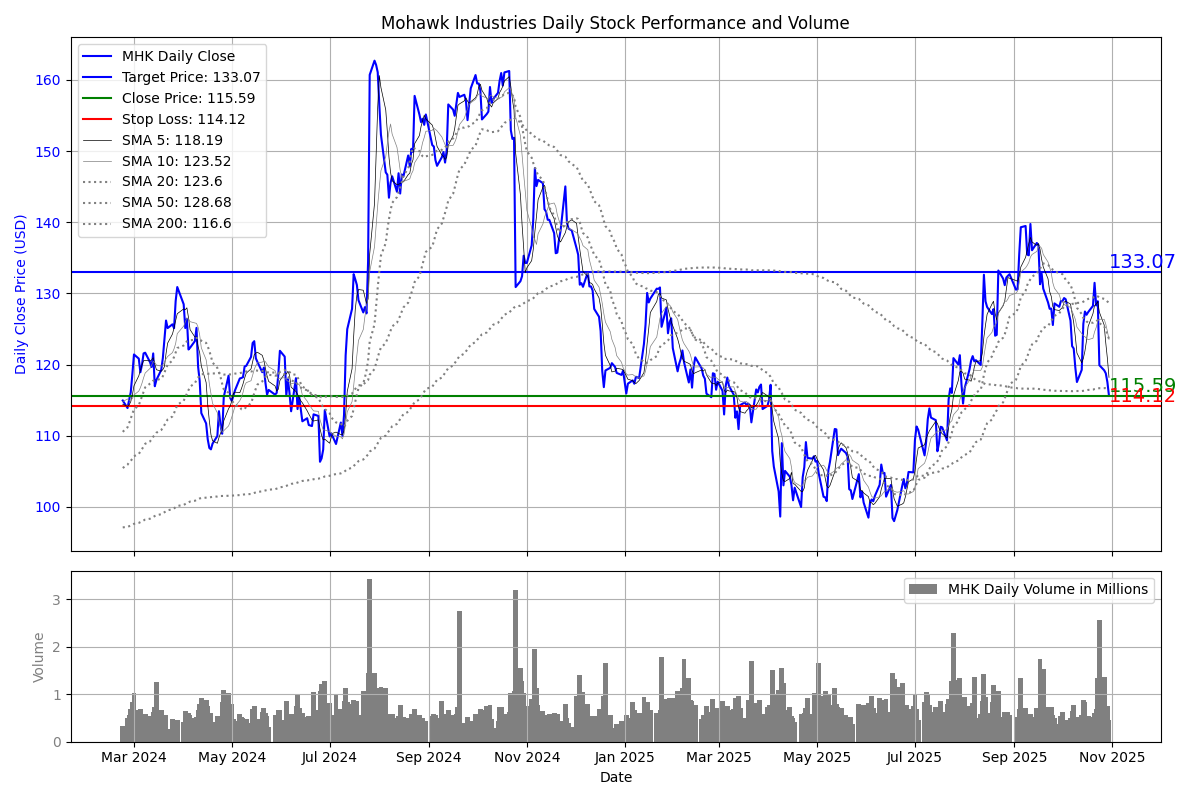 Mohawk Industries Daily Stock Performance and Volume
MHK Daily Close
Target Price: 133.07
Close Price: 115.59
Stop Loss: 114.12
SMA 5: 118.19
SMA 10: 123.52
SMA 20: 123.6
SMA 50: 128.68
SMA 200: 116.6
Daily Close Price (USD)
160
150
140
130
120
110
100
133.07
115.59
114.12
MHK Daily Volume in Millions
Volume
3
2
1
0
Mar 2024 May 2024 Jul 2024 Sep 2024 Nov 2024 Jan 2025 Mar 2025 May 2025 Jul 2025 Sep 2025 Nov 2025
Date